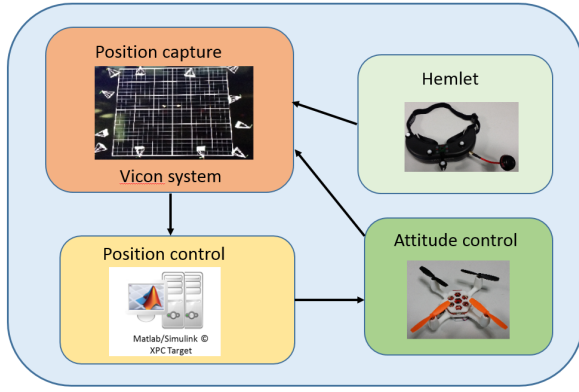 Position capture
Vicon system
Hemlet
Position control
Matlab/Simulink ©
XPC Target
Attitude control